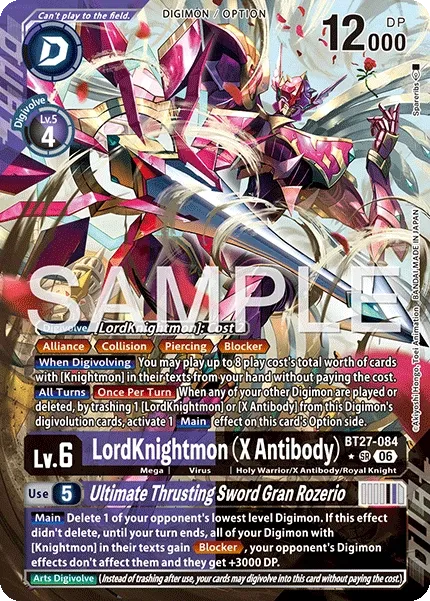 Can't play to the field.
DIGIMON / OPTION
DP
12000
Digivolve
Lv.5
4
Spareribs
©Akiyoshi Hongo, Toei Animation BANDAI, MADE IN JAPAN
SAMPLE
Digivolve [LordKnightmon]: Cost
Alliance Collision Piercing Blocker
When Digivolving You may play up to 8 play cost's total worth of cards
with [Knightmon] in their texts from your hand without paying the cost.
All Turns Once Per Turn When any of your other Digimon are played or
deleted, by trashing 1 [LordKnightmon] or [X Antibody] from this Digimon's
digivolution cards, activate 1 Main effect on this card's Option side.
Lv.6
LordKnightmon (X Antibody)
BT27-084
SR 06
Mega Virus Holy Warrior/X Antibody/Royal Knight
Use 5 Ultimate Thrusting Sword Gran Rozerio
Main Delete 1 of your opponent's lowest level Digimon. If this effect
didn't delete, until your turn ends, all of your Digimon with
[Knightmon] in their texts gain Blocker, your opponent's Digimon
effects don't affect them and they get +3000 DP.
Arts Digivolve (Instead of trashing after use, your cards may digivolve into this card without paying the cost.)